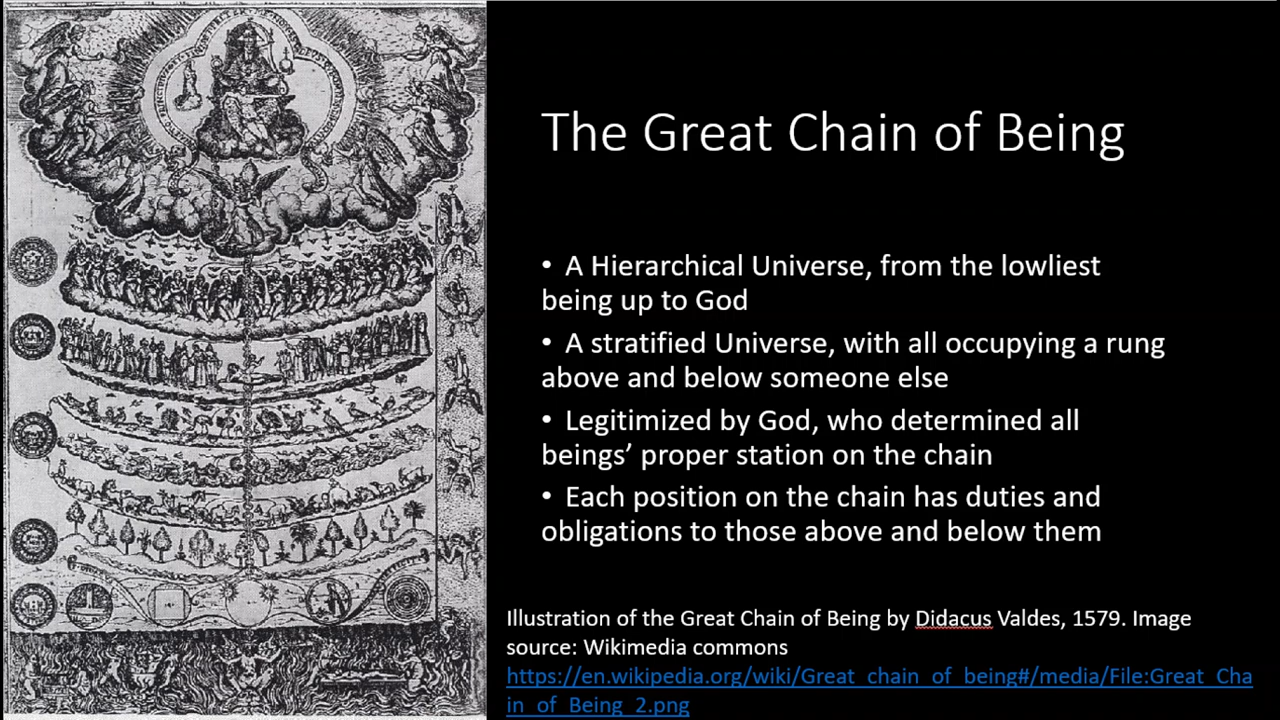 The Great Chain of Being
• A Hierarchical Universe, from the lowliest
being up to God
• A stratified Universe, with all occupying a rung
above and below someone else
• Legitimized by God, who determined all
beings’ proper station on the chain
• Each position on the chain has duties and
obligations to those above and below them
Illustration of the Great Chain of Being by Didacus Valdes, 1579. Image
source: Wikimedia commons
https://en.wikipedia.org/wiki/Great_chain_of_being#/media/File:Great_Cha
in_of_Being_2.png